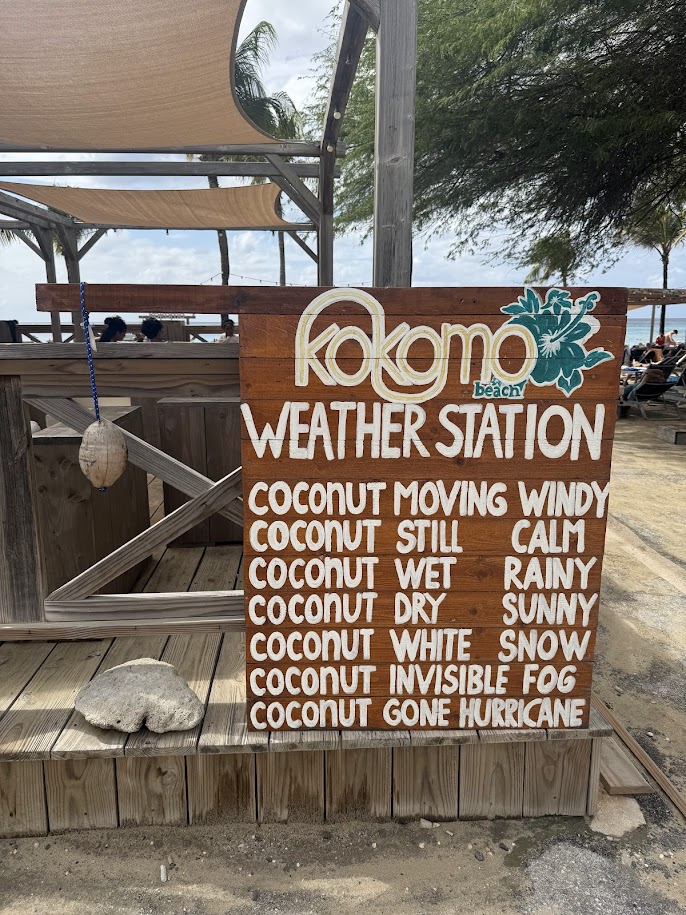 Kokomo
beach
WEATHER STATION
COCONUT MOVING WINDY
COCONUT STILL CALM
COCONUT WET RAINY
COCONUT DRY SUNNY
COCONUT WHITE SNOW
COCONUT INVISIBLE FOG
COCONUT GONE HURRICANE